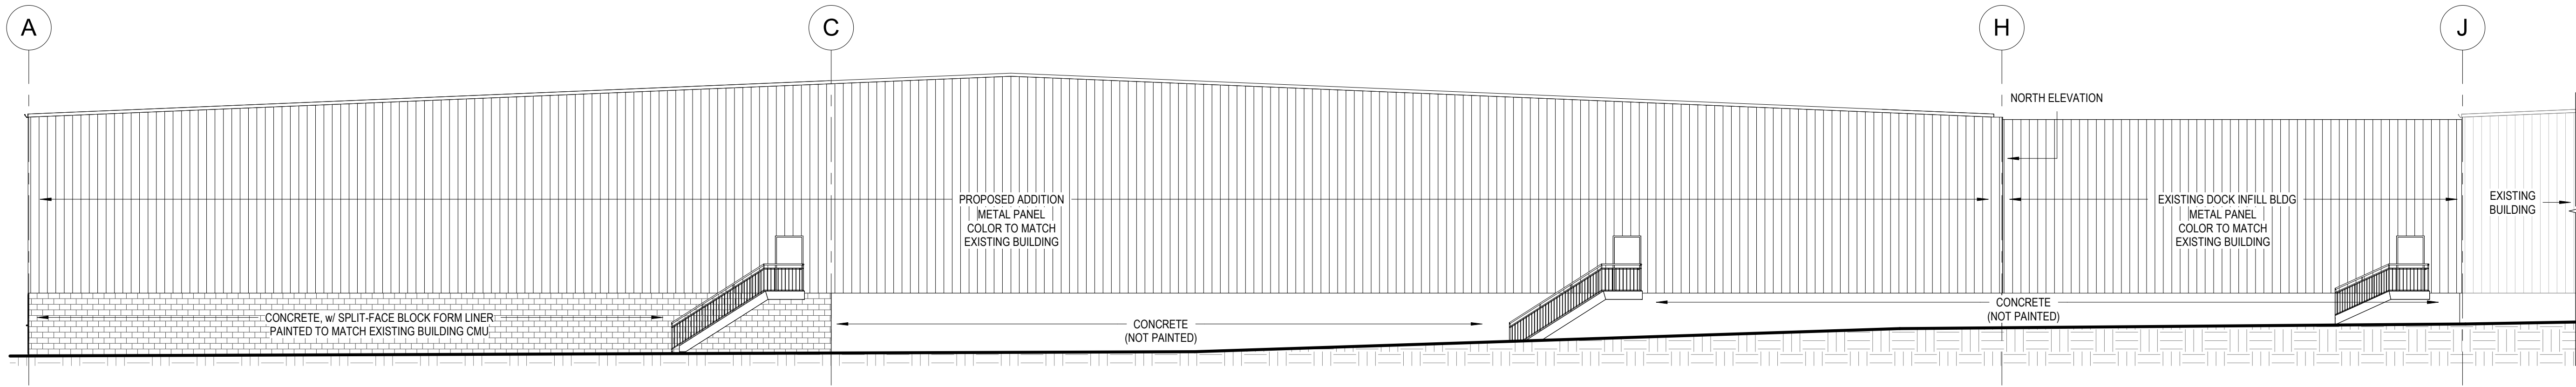 A
C
H
J
NORTH ELEVATION
PROPOSED ADDITION
METAL PANEL
COLOR TO MATCH
EXISTING BUILDING
EXISTING DOCK INFILL BLDG
METAL PANEL
COLOR TO MATCH
EXISTING BUILDING
EXISTING
BUILDING
CONCRETE, w/ SPLIT-FACE BLOCK FORM LINER
PAINTED TO MATCH EXISTING BUILDING CMU
CONCRETE
(NOT PAINTED)
CONCRETE
(NOT PAINTED)